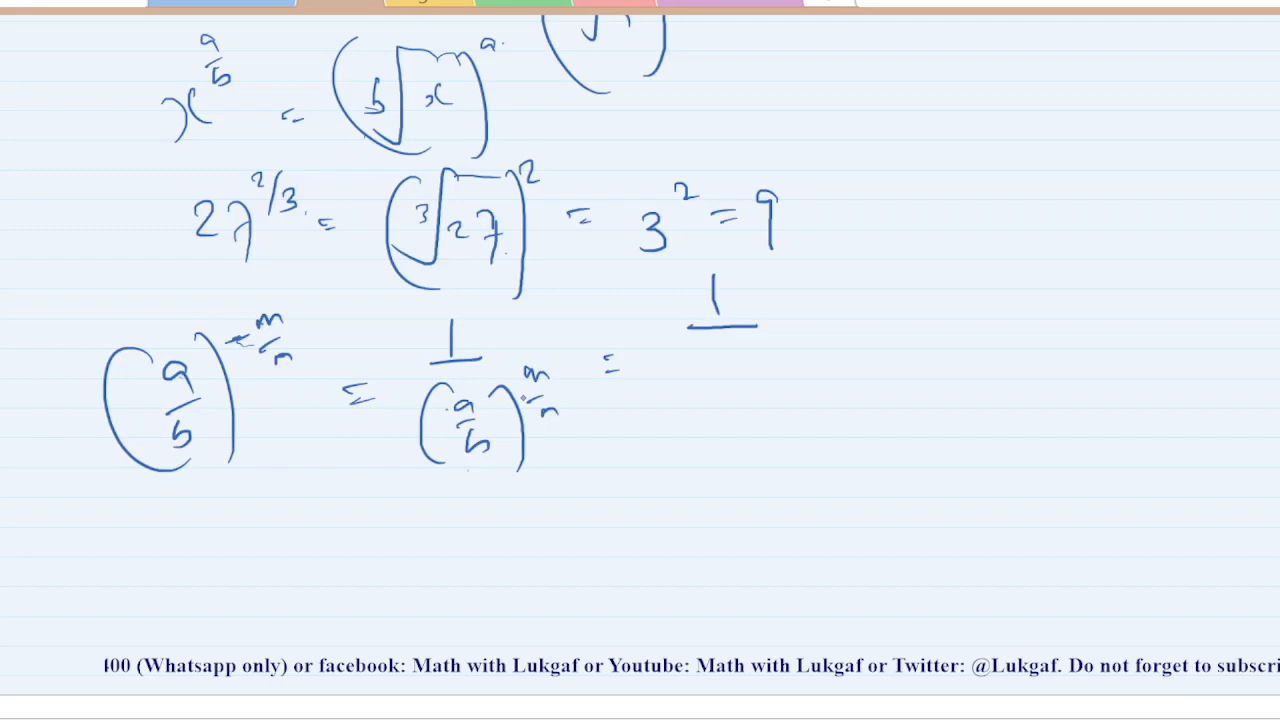 x^(a/b) = (b√x)^a
27^(2/3) = (3√27)^2 = 3^2 = 9
(a/b)^(-m/n) = 1/(a/b)^(m/n) = 1/
400 (Whatsapp only) or facebook: Math with Lukgaf or Youtube: Math with Lukgaf or Twitter: @Lukgaf. Do not forget to subscri